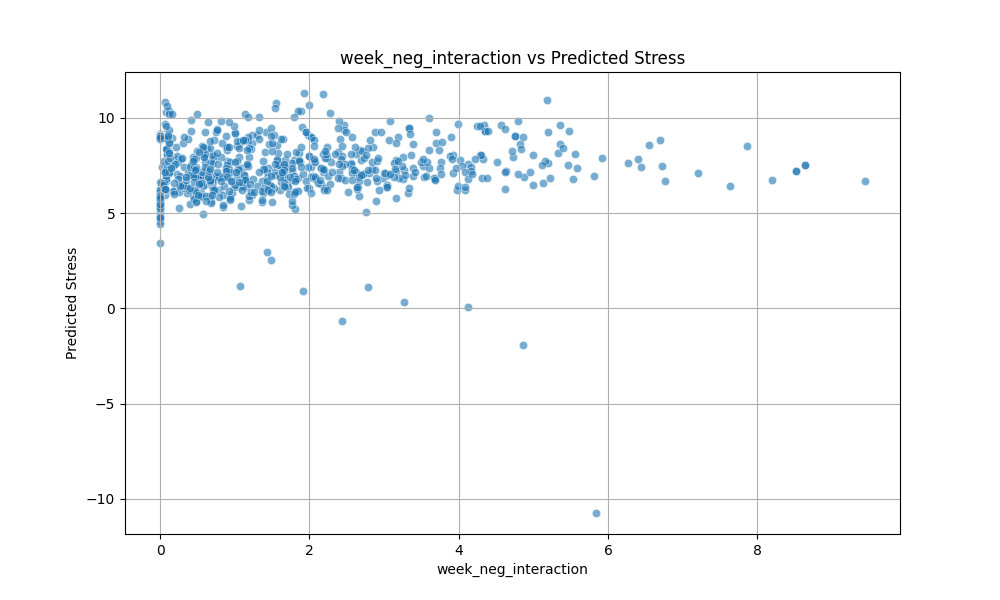 week_neg_interaction vs Predicted Stress
10
5
0
−5
−10
Predicted Stress
0 2 4 6 8
week_neg_interaction